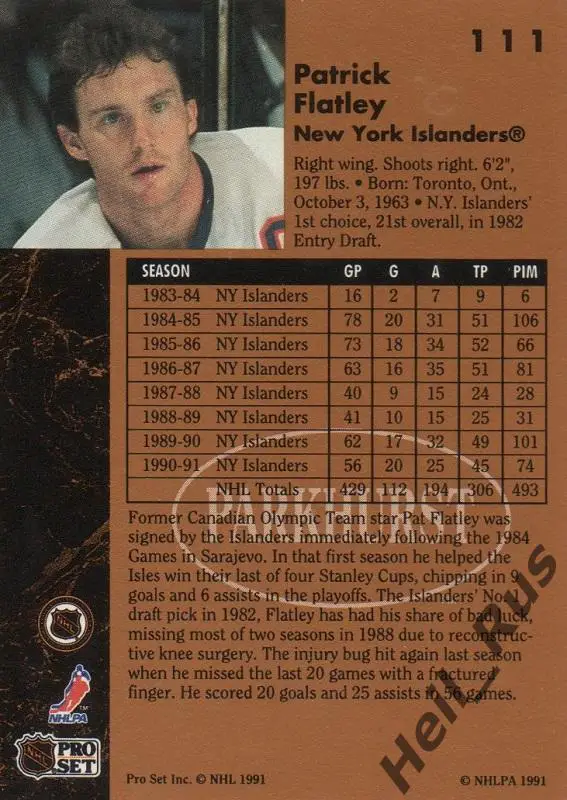 111
Patrick
Flatley
New York Islanders®
Right wing. Shoots right. 6'2",
197 lbs. • Born: Toronto, Ont.,
October 3, 1963 • N.Y. Islanders'
1st choice, 21st overall, in 1982
Entry Draft.
SEASON GP G A TP PIM
1983-84 NY Islanders 16 2 7 9 6
1984-85 NY Islanders 78 20 31 51 106
1985-86 NY Islanders 73 18 34 52 66
1986-87 NY Islanders 63 16 35 51 81
1987-88 NY Islanders 40 9 15 24 28
1988-89 NY Islanders 41 10 15 25 31
1989-90 NY Islanders 62 17 32 49 101
1990-91 NY Islanders 56 20 25 45 74
NHL Totals 429 112 194 306 493
PARKHURST
Former Canadian Olympic Team star Pat Flatley was
signed by the Islanders immediately following the 1984
Games in Sarajevo. In that first season he helped the
Isles win their last of four Stanley Cups, chipping in 9
goals and 6 assists in the playoffs. The Islanders' No. 1
draft pick in 1982, Flatley has had his share of bad luck,
missing most of two seasons in 1988 due to reconstruc-
tive knee surgery. The injury bug hit again last season
when he missed the last 20 games with a fractured
finger. He scored 20 goals and 25 assists in 56 games.
NHL
NHLPA™
NHL PRO
SET
Pro Set Inc. © NHL 1991
© NHLPA 1991
Heil_Rus